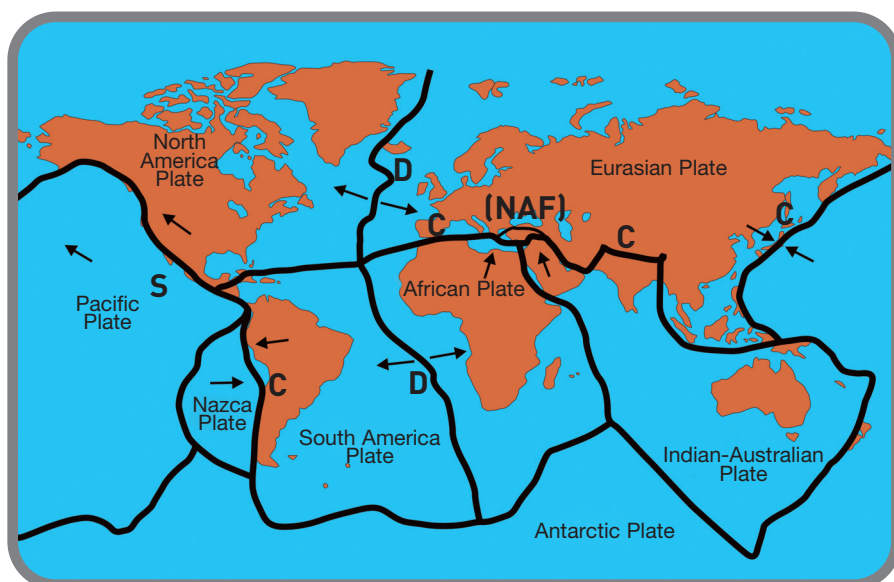 North
America
Plate
D
Eurasian Plate
(NAF)
C
C
C
S
African Plate
Pacific
Plate
D
C
Nazca
Plate
South America
Plate
Indian-Australian
Plate
Antarctic Plate